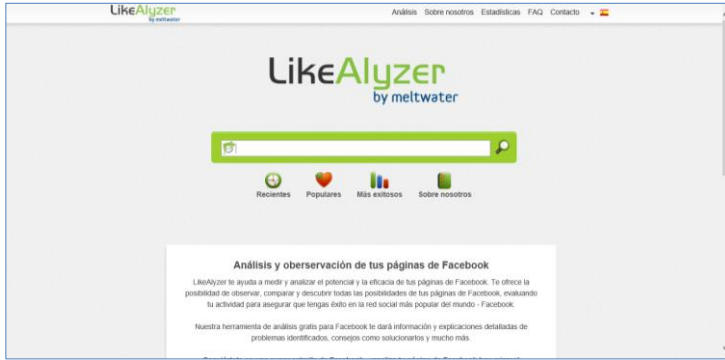 LikeAlyzer
by meltwater
Análisis Sobre nosotros Estadísticas FAQ Contacto
LikeAlyzer
by meltwater
Recientes Populares Más exitosos Sobre nosotros
Análisis y oberservación de tus páginas de Facebook
LikeAlyzer te ayuda a medir y analizar el potencial y la eficacia de tus páginas de Facebook. Te ofrece la
posibilidad de observar, comparar y descubrir todas las posibilidades de tus páginas de Facebook, evaluando
tu actividad para asegurar que tengas éxito en la red social más popular del mundo - Facebook.
Nuestra herramienta de análisis gratis para Facebook te dará información y explicaciones detalladas de
problemas identificados, consejos como solucionarlos y mucho más.